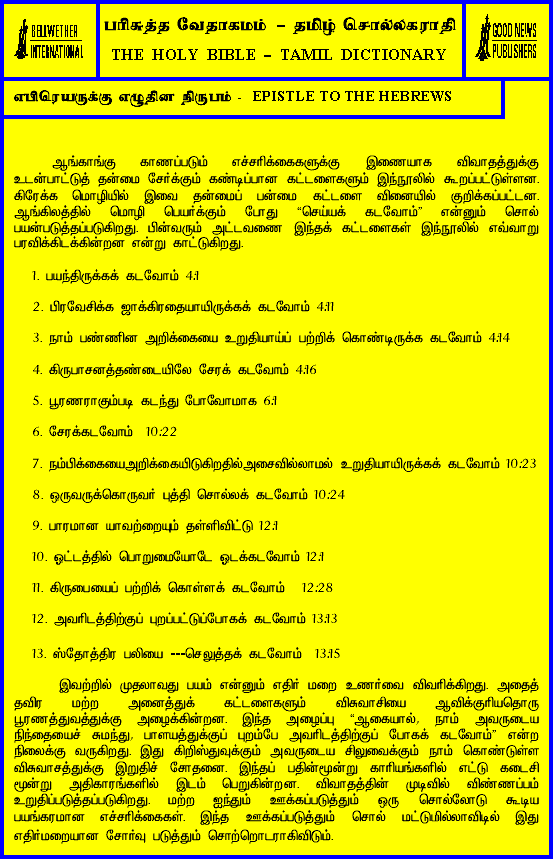 BELLWETHER
INTERNATIONAL
பரிசுத்த வேதாகமம் – தமிழ் சொல்லகராதி
THE HOLY BIBLE – TAMIL DICTIONARY
GOOD NEWS
PUBLISHERS
எபிரெயருக்கு எழுதின நிருபம் - EPISTLE TO THE HEBREWS
ஆங்காங்கு காணப்படும் எச்சரிக்கைகளுக்கு இணையாக விவாதத்துக்கு
உடன்பாட்டுத் தன்மை சேர்க்கும் கண்டிப்பான கட்டளைகளும் இந்நூலில் கூறப்பட்டுள்ளன.
கிரேக்க மொழியில் இவை தன்மைப் பன்மை கட்டளை வினையில் குறிக்கப்பட்டன.
ஆங்கிலத்தில் மொழி பெயர்க்கும் போது “செய்யக் கடவோம்” என்னும் சொல்
பயன்படுத்தப்படுகிறது. பின்வரும் அட்டவணை இந்தக் கட்டளைகள் இந்நூலில் எவ்வாறு
பரவிக்கிடக்கின்றன என்று காட்டுகிறது.
1. பயந்திருக்கக் கடவோம் 4:1
2. பிரவேசிக்க ஜாக்கிரதையாயிருக்கக் கடவோம் 4:11
3. நாம் பண்ணின அறிக்கையை உறுதியாய்ப் பற்றிக் கொண்டிருக்க கடவோம் 4:14
4. கிருபாசனத்தண்டையிலே சேரக் கடவோம் 4:16
5. பூரணராகும்படி கடந்து போவோமாக 6:1
6. சேரக்கடவோம் 10:22
7. நம்பிக்கையைஅறிக்கையிடுகிறதில்அசைவில்லாமல் உறுதியாயிருக்கக் கடவோம் 10:23
8. ஒருவருக்கொருவர் புத்தி சொல்லக் கடவோம் 10:24
9. பாரமான யாவற்றையும் தள்ளிவிட்டு 12:1
10. ஓட்டத்தில் பொறுமையோடே ஓடக்கடவோம் 12:1
11. கிருபையைப் பற்றிக் கொள்ளக் கடவோம் 12:28
12. அவரிடத்திற்குப் புறப்பட்டுப்போகக் கடவோம் 13:13
13. ஸ்தோத்திர பலியை ---செலுத்தக் கடவோம் 13:15
இவற்றில் முதலாவது பயம் என்னும் எதிர் மறை உணர்வை விவரிக்கிறது. அதைத்
தவிர மற்ற அனைத்துக் கட்டளைகளும் விசுவாசியை ஆவிக்குரியதொரு
பூரணத்துவத்துக்கு அழைக்கின்றன. இந்த அழைப்பு “ஆகையால், நாம் அவருடைய
நிந்தையைச் சுமந்து, பாளயத்துக்குப் புறம்பே அவரிடத்திற்குப் போகக் கடவோம்” என்ற
நிலைக்கு வருகிறது. இது கிறிஸ்துவுக்கும் அவருடைய சிலுவைக்கும் நாம் கொண்டுள்ள
விசுவாசத்துக்கு இறுதிச் சோதனை. இந்தப் பதின்மூன்று காரியங்களில் எட்டு கடைசி
மூன்று அதிகாரங்களில் இடம் பெறுகின்றன. விவாதத்தின் முடிவில் விண்ணப்பம்
உறுதிப்படுத்தப்படுகிறது. மற்ற ஐந்தும் ஊக்கப்படுத்தும் ஒரு சொல்லோடு கூடிய
பயங்கரமான எச்சரிக்கைகள். இந்த ஊக்கப்படுத்தும் சொல் மட்டுமில்லாவிடில் இது
எதிர்மறையான சோர்வு படுத்தும் சொற்றொடராகிவிடும்.